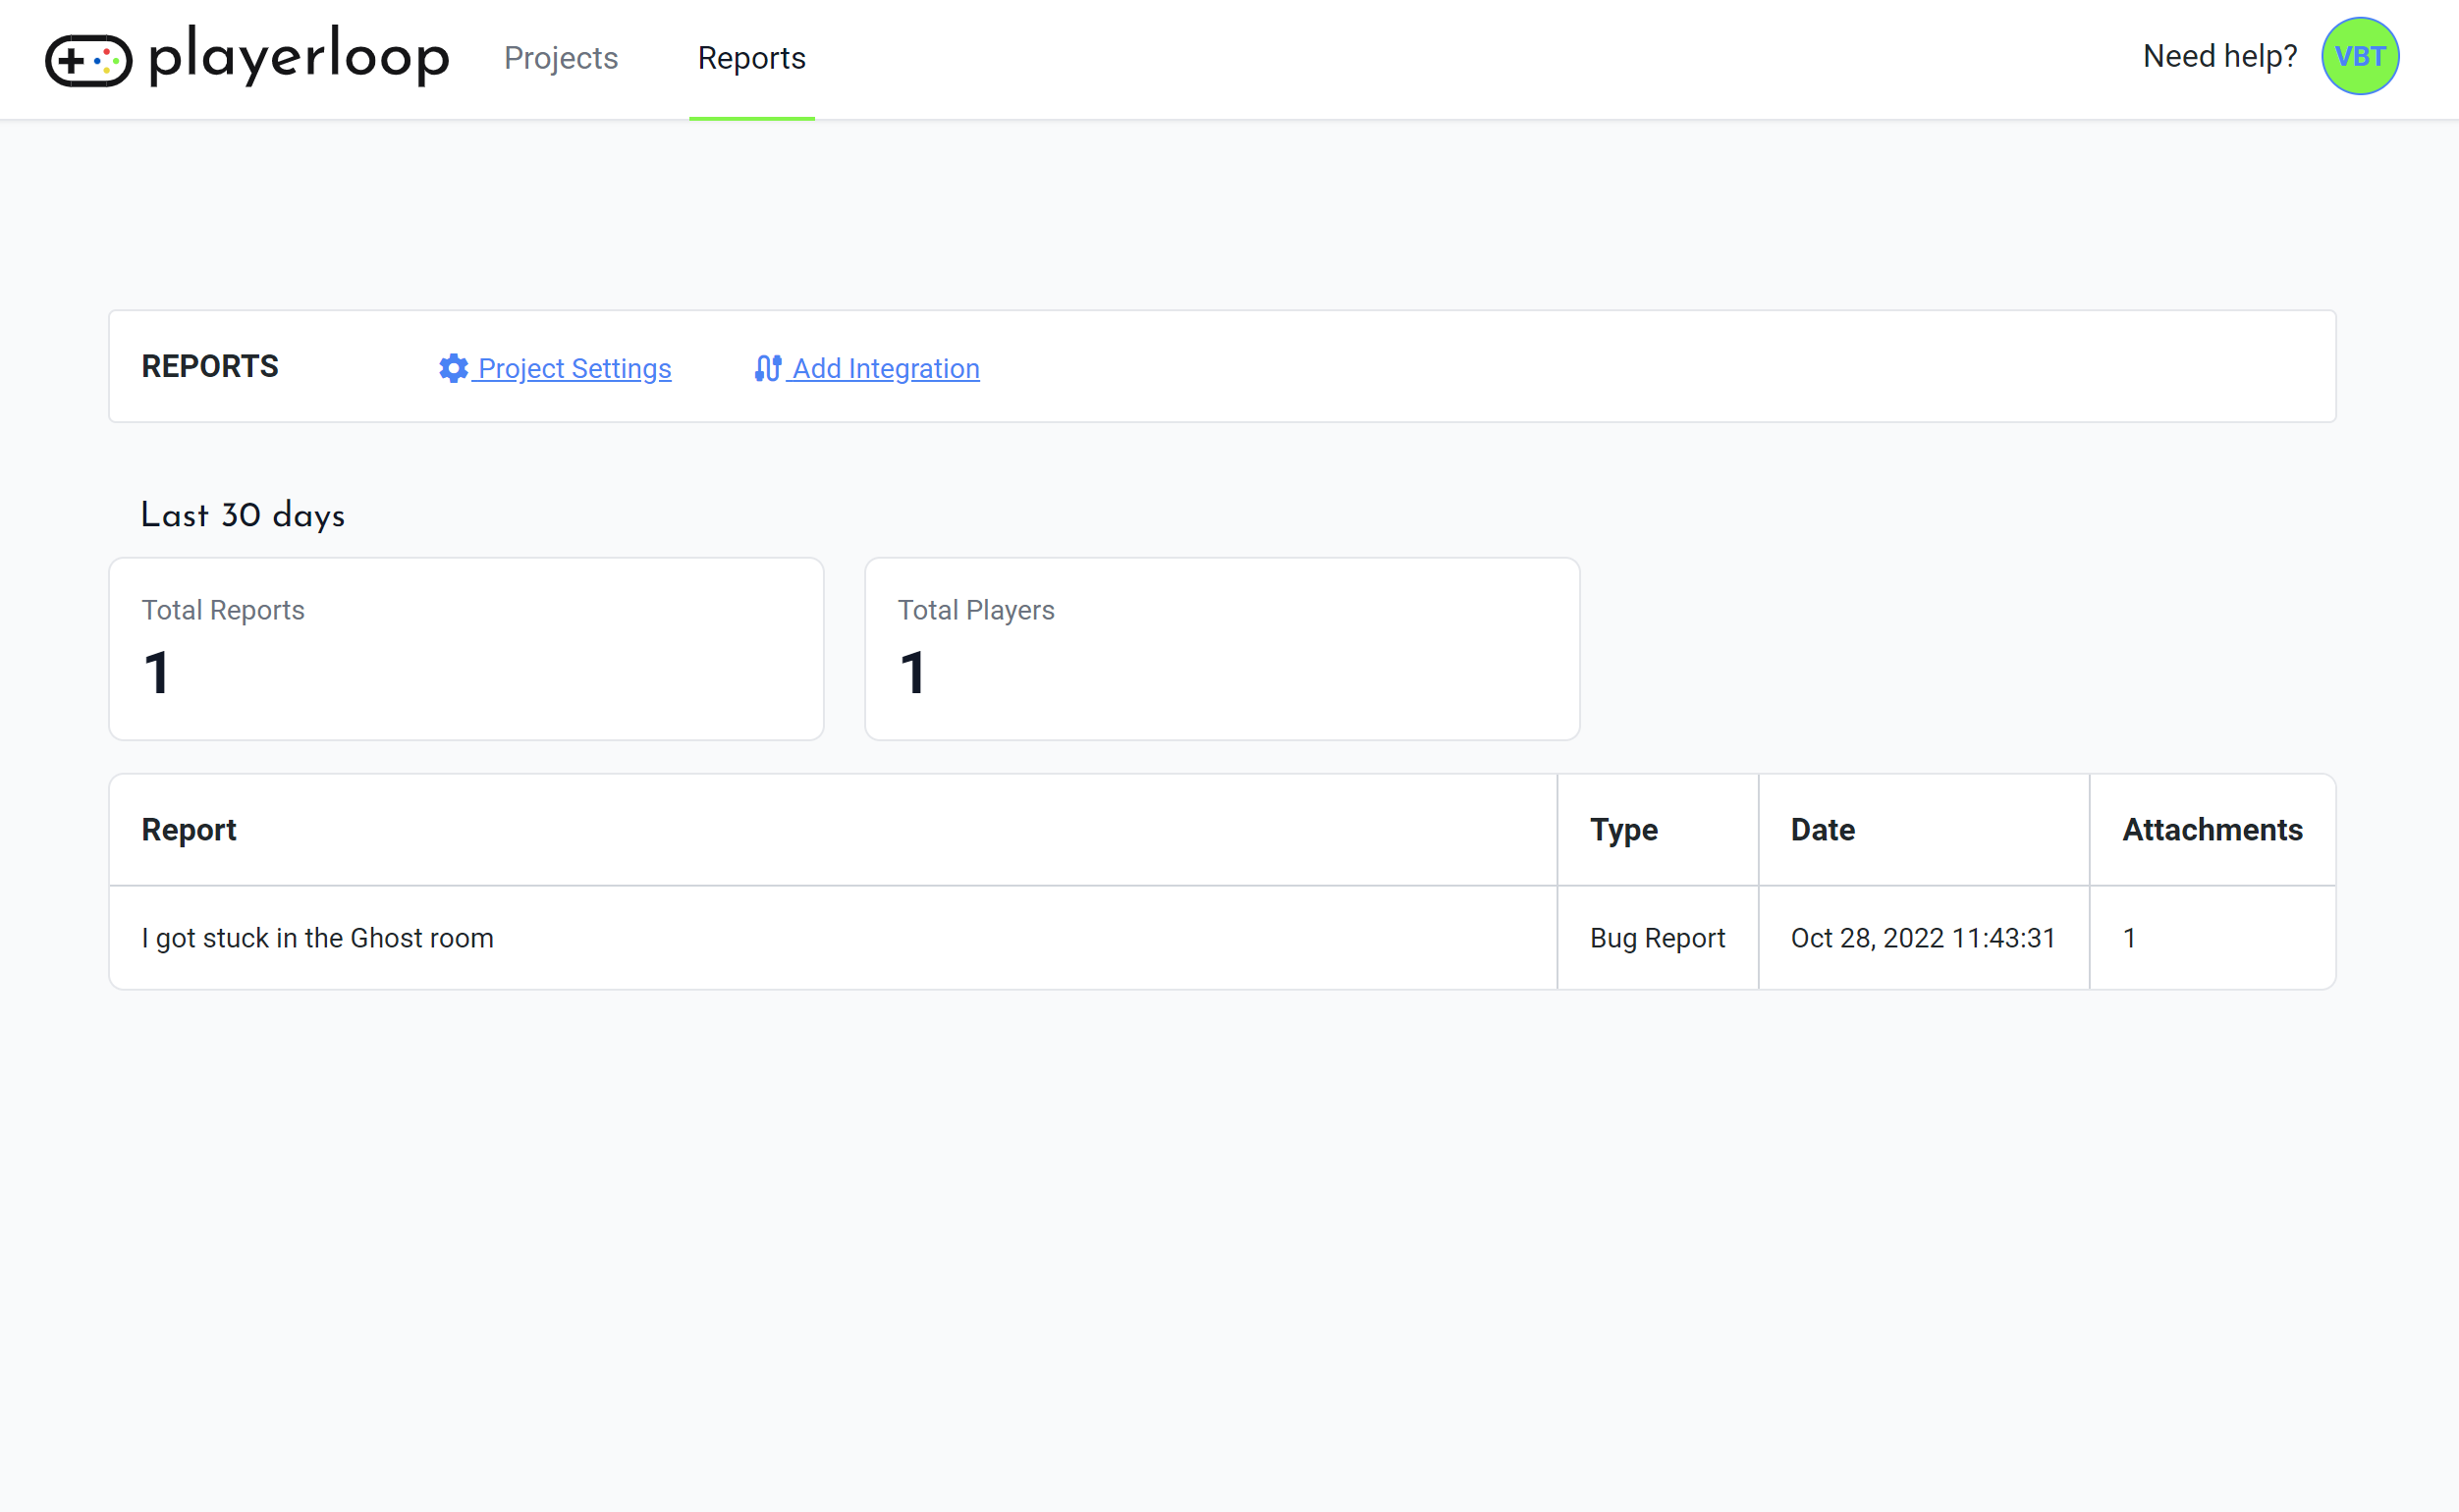 playerloop Projects Reports Need help? VBT
REPORTS Project Settings Add Integration
Last 30 days
Total Reports Total Players
1 1
Report Type Date Attachments
I got stuck in the Ghost room Bug Report Oct 28, 2022 11:43:31 1